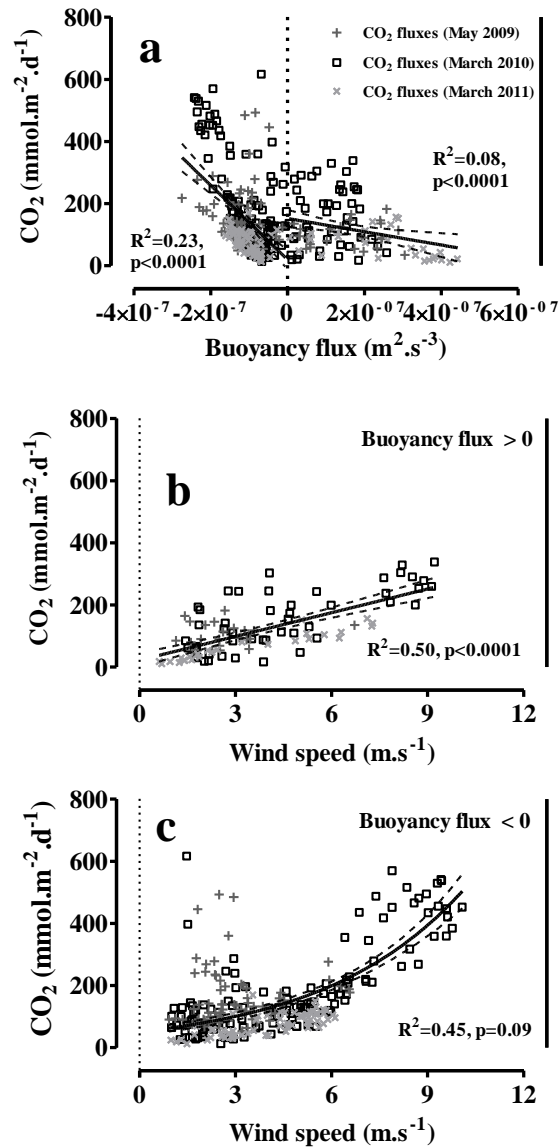 a
CO2 fluxes (May 2009)
CO2 fluxes (March 2010)
CO2 fluxes (March 2011)
R2=0.08,
p<0.0001
R2=0.23,
p<0.0001
800
600
400
200
0
CO2 (mmol.m-2.d-1)
-4×10-7 -2×10-7 0 2×10-07 4×10-07 6×10-07
Buoyancy flux (m2.s-3)
b
Buoyancy flux > 0
800
600
400
200
0
CO2 (mmol.m-2.d-1)
R2=0.50, p<0.0001
0 3 6 9 12
Wind speed (m.s-1)
c
Buoyancy flux < 0
800
600
400
200
0
CO2 (mmol.m-2.d-1)
R2=0.45, p=0.09
0 3 6 9 12
Wind speed (m.s-1)